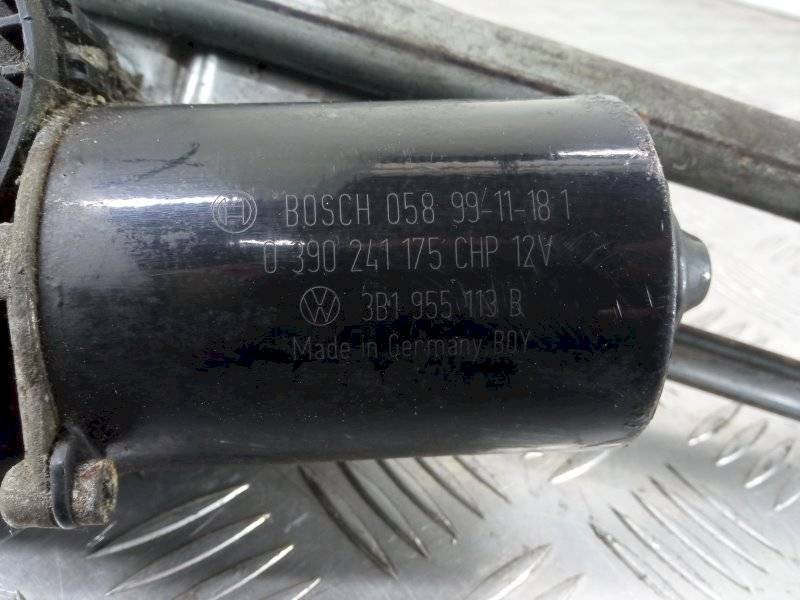 BOSCH 058 99-11-18 1
0 390 241 175 CHP 12V
3B1 955 113 B
Made in Germany BOY